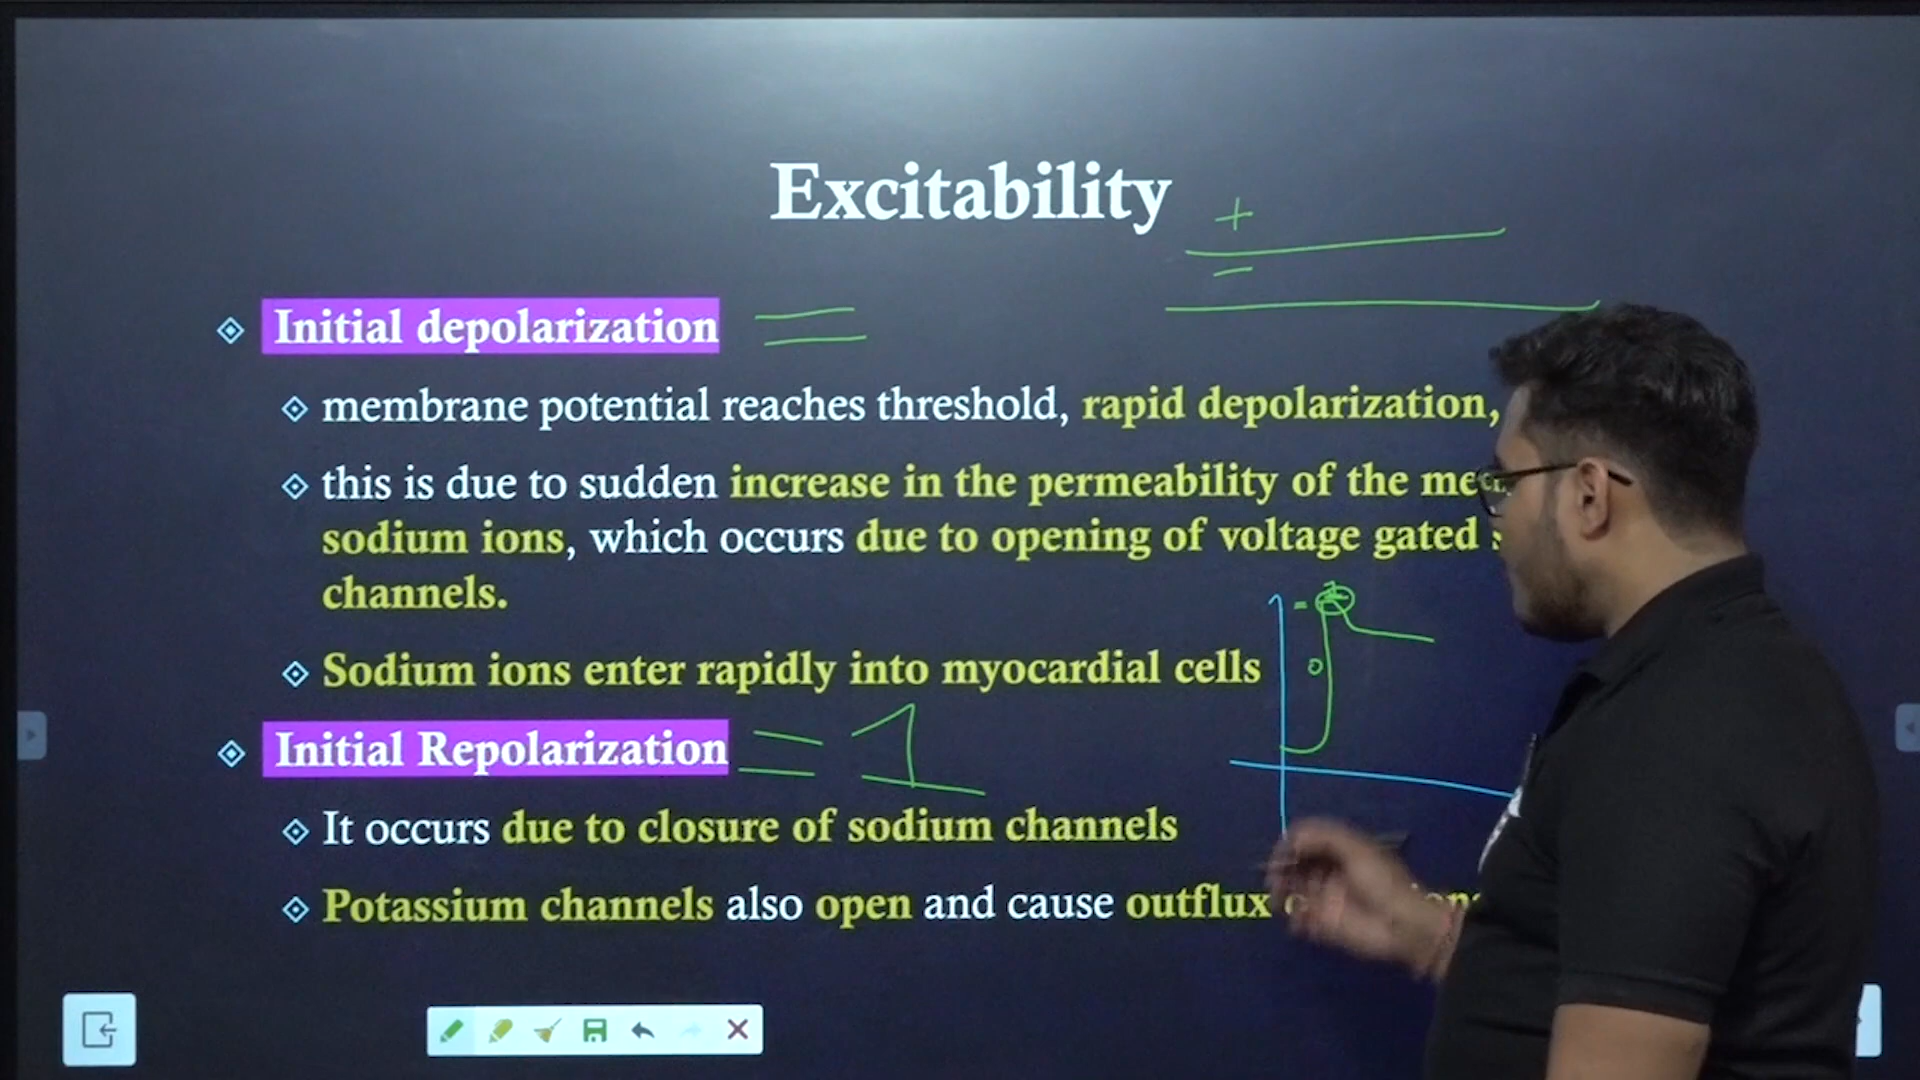 Excitability
+
−
Initial depolarization =
membrane potential reaches threshold, rapid depolarization,
this is due to sudden increase in the permeability of the
sodium ions, which occurs due to opening of voltage gated
channels.
Sodium ions enter rapidly into myocardial cells
0
Initial Repolarization = 1
It occurs due to closure of sodium channels
Potassium channels also open and cause outflux